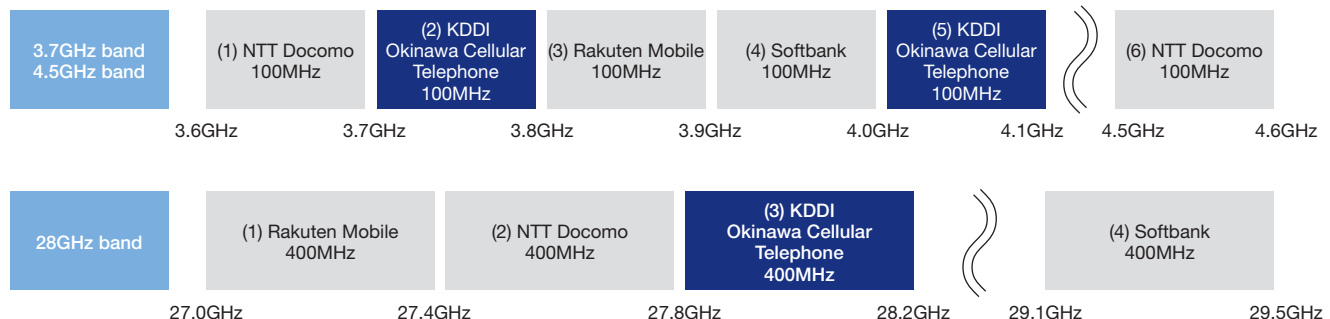 3.7GHz band
4.5GHz band
(1) NTT Docomo
100MHz
(2) KDDI
Okinawa Cellular
Telephone
100MHz
(3) Rakuten Mobile
100MHz
(4) Softbank
100MHz
(5) KDDI
Okinawa Cellular
Telephone
100MHz
(6) NTT Docomo
100MHz
3.6GHz
3.7GHz
3.8GHz
3.9GHz
4.0GHz
4.1GHz
4.5GHz
4.6GHz
28GHz band
(1) Rakuten Mobile
400MHz
(2) NTT Docomo
400MHz
(3) KDDI
Okinawa Cellular
Telephone
400MHz
(4) Softbank
400MHz
27.0GHz
27.4GHz
27.8GHz
28.2GHz
29.1GHz
29.5GHz